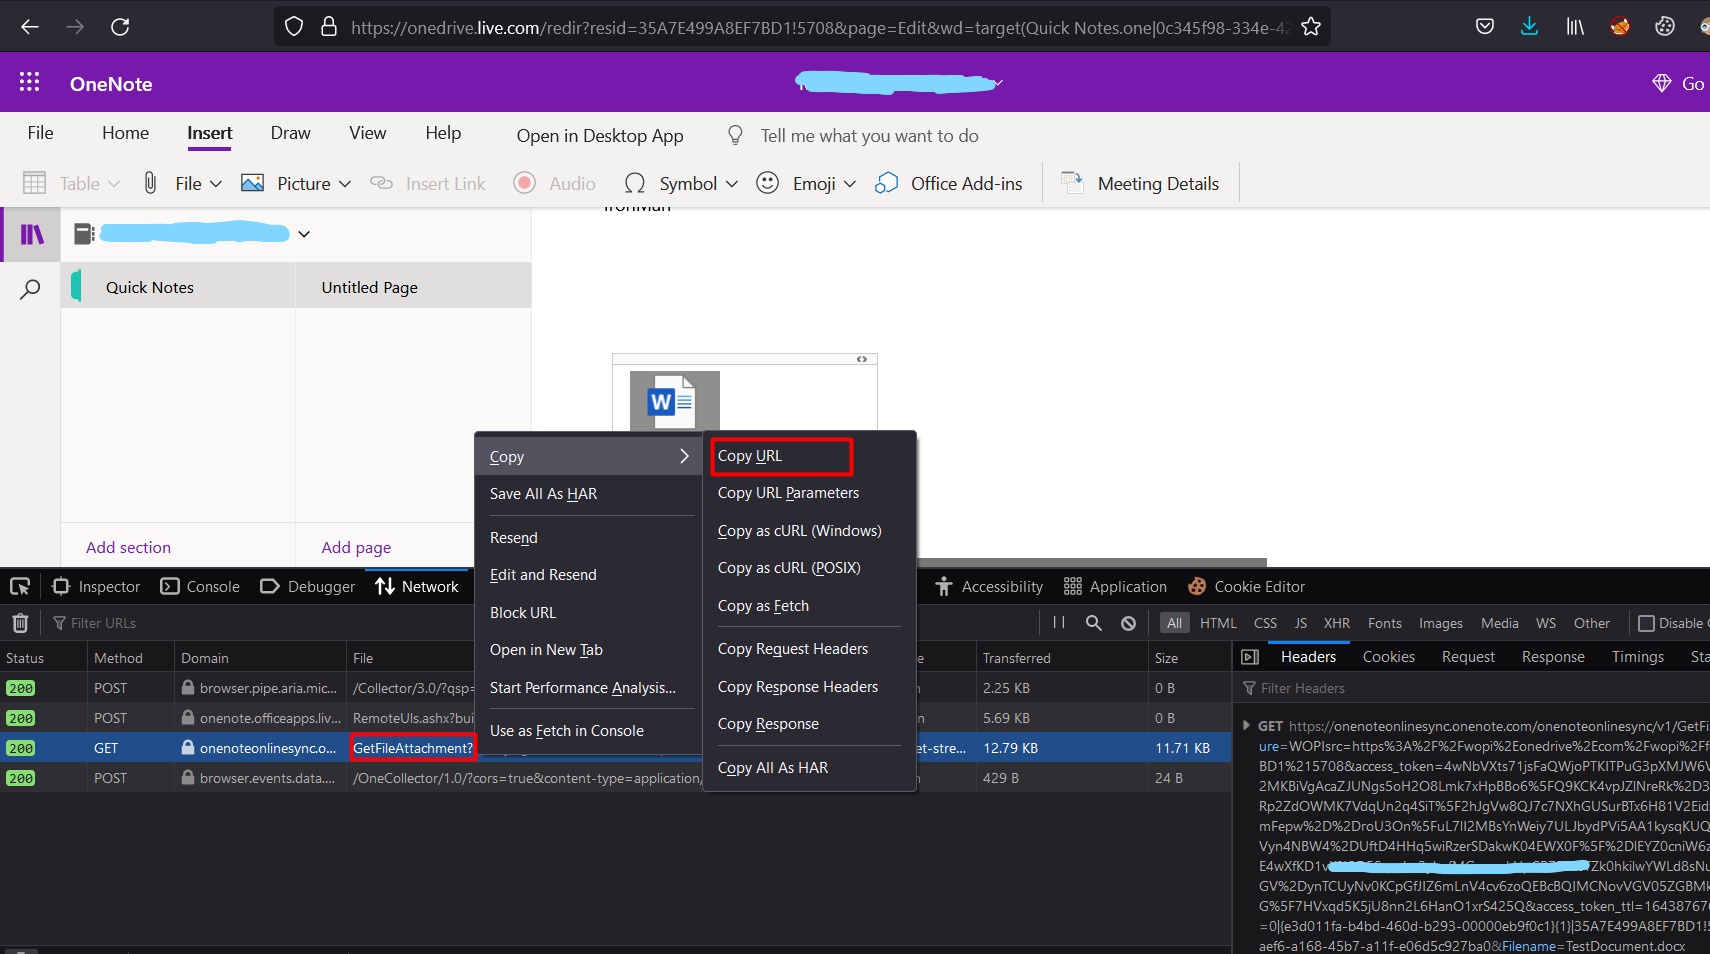 https://onedrive.live.com/redir?resid=35A7E499A8EF7BD1!5708&page=Edit&wd=target(Quick Notes.one|0c345f98-334e-42
OneNote
Go
File Home Insert Draw View Help Open in Desktop App Tell me what you want to do
Table File Picture Insert Link Audio Symbol Emoji Office Add-ins Meeting Details
IronMan
Quick Notes Untitled Page
W
Add section Add page
Copy
Save All As HAR
Resend
Edit and Resend
Block URL
Open in New Tab
Start Performance Analysis...
Use as Fetch in Console
Copy URL
Copy URL Parameters
Copy as cURL (Windows)
Copy as cURL (POSIX)
Copy as Fetch
Copy Request Headers
Copy Response Headers
Copy Response
Copy All As HAR
Inspector Console Debugger Network Accessibility Application Cookie Editor
Filter URLs All HTML CSS JS XHR Fonts Images Media WS Other Disable
Status Method Domain File Transferred Size
200 POST browser.pipe.aria.mic... /Collector/3.0/?qsp= 2.25 KB 0 B
200 POST onenote.officeapps.liv... RemoteUls.ashx?bui 5.69 KB 0 B
200 GET onenoteonlinesync.o... GetFileAttachment? et-stre... 12.79 KB 11.71 KB
200 POST browser.events.data.... /OneCollector/1.0/?cors=true&content-type=application/ 429 B 24 B
Headers Cookies Request Response Timings Sta
Filter Headers
GET https://onenoteonlinesync.onenote.com/onenoteonlinesync/v1/GetFi
ure=WOPIsrc=https%3A%2F%2Fwopi%2Eonedrive%2Ecom%2Fwopi%2Ff
BD1%215708&access_token=4wNbVXts71jsFaQWjoPTKITPuG3pXMJW6V
2MKBiVgAcaZJUNgs5oH2O8Lmk7xHpBBo6%5FQ9KCK4vpJZlNreRk%2D3
Rp2ZdOWMK7VdqUn2q4SiT%5F2hJgVw8QJ7c7NXhGUSurBTx6H81V2Eid
mFepw%2D%2DroU3On%5FuL7lI2MBsYnWeiy7ULJbydPVi5AA1kysqKUQ
Vyn4NBW4%2DUftD4HHq5wiRzerSDakwK04EWX0F%5F%2DlEYZ0cniW6z
E4wXfKD1v Zk0hkilwYWLd8sNu
GV%2DynTCUyNv0KCpGfJIZ6mLnV4cv6zoQEBcBQIMCNovVGV05ZGBMk
G%5F7HVxqd5K5jU8nn2L6HanO1xrS425Q&access_token_ttl=16438767
=0|{e3d011fa-b4bd-460d-b293-00000eb9f0c1}{1}|35A7E499A8EF7BD1!5
aef6-a168-45b7-a11f-e06d5c927ba0&Filename=TestDocument.docx